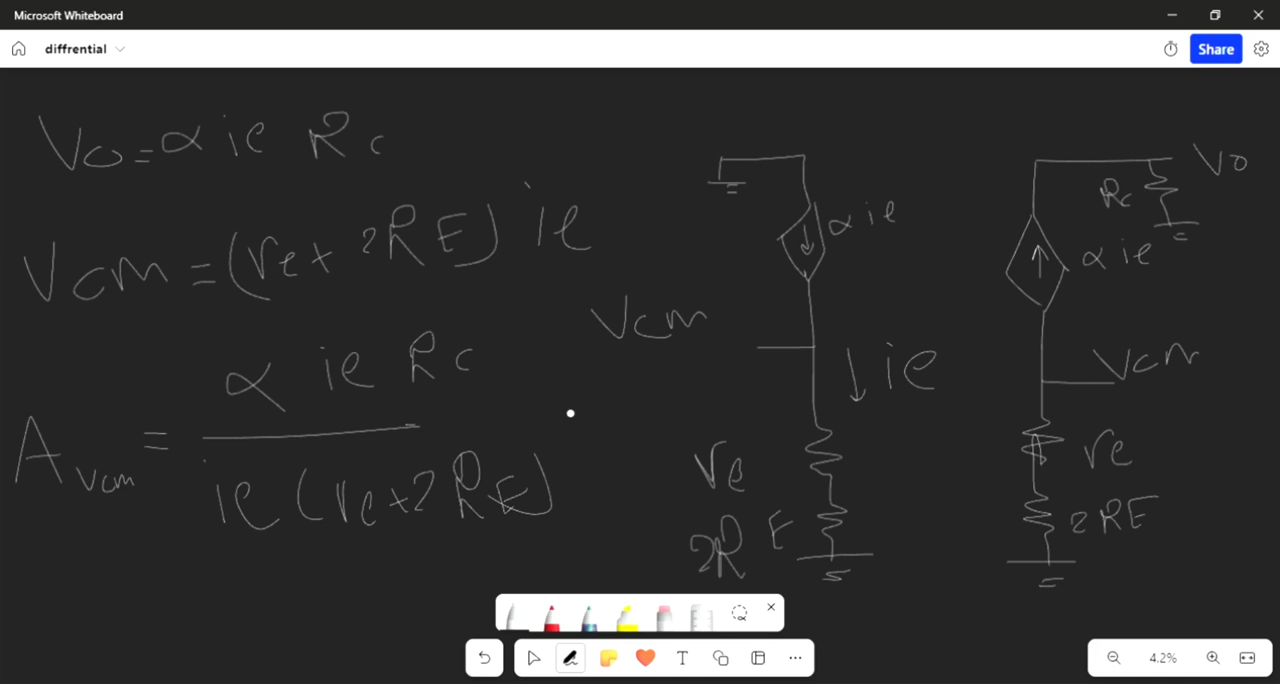 Microsoft Whiteboard
diffrential
Share
Vo = α ie Rc
Vcm = (re + 2RE) ie
Avcm = α ie Rc / ie (re + 2RE)
α ie
Vcm
ie
re
2RE
Vo
Rc
α ie
Vcm
re
2RE
4.2%